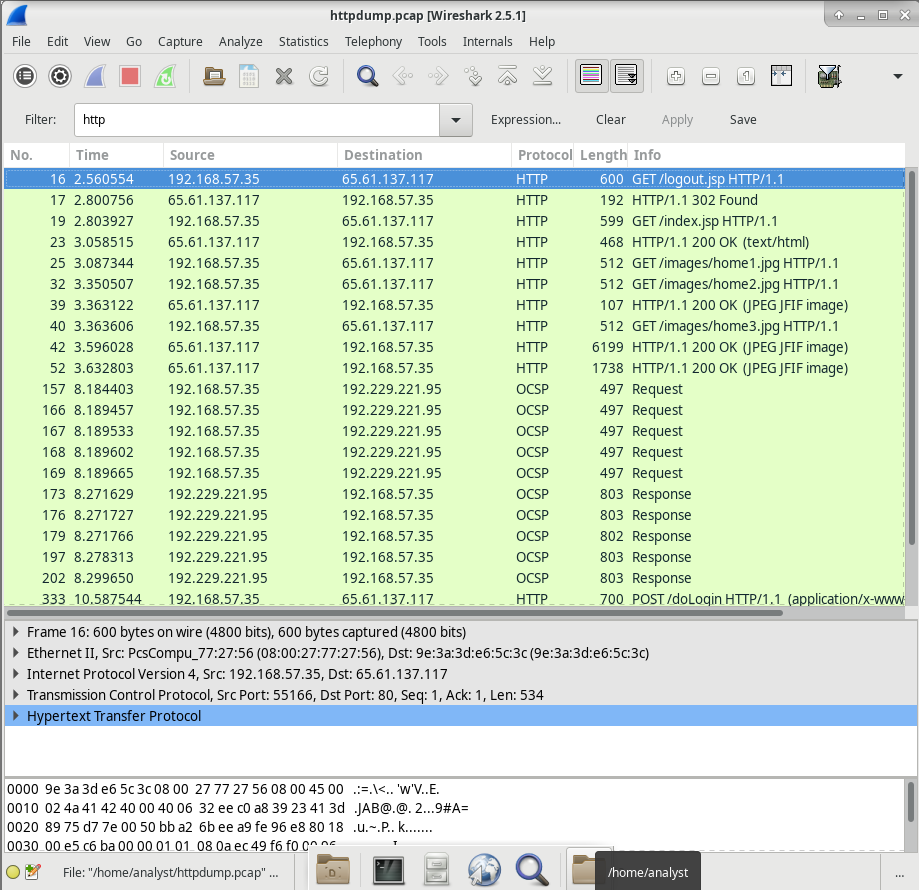 httpdump.pcap [Wireshark 2.5.1]
File Edit View Go Capture Analyze Statistics Telephony Tools Internals Help
Filter: http Expression... Clear Apply Save
No. Time Source Destination Protocol Length Info
16 2.560554 192.168.57.35 65.61.137.117 HTTP 600 GET /logout.jsp HTTP/1.1
17 2.800756 65.61.137.117 192.168.57.35 HTTP 192 HTTP/1.1 302 Found
19 2.803927 65.61.137.117 192.168.57.35 HTTP 599 GET /index.jsp HTTP/1.1
23 3.058515 65.61.137.117 192.168.57.35 HTTP 468 HTTP/1.1 200 OK (text/html)
25 3.087344 192.168.57.35 65.61.137.117 HTTP 512 GET /images/home1.jpg HTTP/1.1
32 3.350507 192.168.57.35 65.61.137.117 HTTP 512 GET /images/home2.jpg HTTP/1.1
39 3.363122 65.61.137.117 192.168.57.35 HTTP 107 HTTP/1.1 200 OK (JPEG JFIF image)
40 3.363606 192.168.57.35 65.61.137.117 HTTP 512 GET /images/home3.jpg HTTP/1.1
42 3.596028 65.61.137.117 192.168.57.35 HTTP 6199 HTTP/1.1 200 OK (JPEG JFIF image)
52 3.632803 65.61.137.117 192.168.57.35 HTTP 1738 HTTP/1.1 200 OK (JPEG JFIF image)
157 8.184403 192.168.57.35 192.229.221.95 OCSP 497 Request
166 8.189457 192.168.57.35 192.229.221.95 OCSP 497 Request
167 8.189533 192.168.57.35 192.229.221.95 OCSP 497 Request
168 8.189602 192.168.57.35 192.229.221.95 OCSP 497 Request
169 8.189665 192.168.57.35 192.229.221.95 OCSP 497 Request
173 8.271629 192.229.221.95 192.168.57.35 OCSP 803 Response
176 8.271727 192.229.221.95 192.168.57.35 OCSP 803 Response
179 8.271766 192.229.221.95 192.168.57.35 OCSP 802 Response
197 8.278313 192.229.221.95 192.168.57.35 OCSP 803 Response
202 8.299650 192.229.221.95 192.168.57.35 OCSP 803 Response
333 10.587544 192.168.57.35 65.61.137.117 HTTP 700 POST /doLogin HTTP/1.1 (application/x-www
Frame 16: 600 bytes on wire (4800 bits), 600 bytes captured (4800 bits)
Ethernet II, Src: PcsCompu_77:27:56 (08:00:27:77:27:56), Dst: 9e:3a:3d:e6:5c:3c (9e:3a:3d:e6:5c:3c)
Internet Protocol Version 4, Src: 192.168.57.35, Dst: 65.61.137.117
Transmission Control Protocol, Src Port: 55166, Dst Port: 80, Seq: 1, Ack: 1, Len: 534
Hypertext Transfer Protocol
0000 9e 3a 3d e6 5c 3c 08 00 27 77 27 56 08 00 45 00 .:=.\<.. 'w'V..E.
0010 02 4a 41 42 40 00 40 06 32 ee c0 a8 39 23 41 3d .JAB@.@. 2...9#A=
0020 89 75 d7 7e 00 50 bb a2 6b ee a9 fe 96 e8 80 18 .u.~.P.. k.......
0030 00 e5 c6 ba 00 00 01 01 08 0a ec 49 f6 f0
File: "/home/analyst/httpdump.pcap" ...
/home/analyst
...